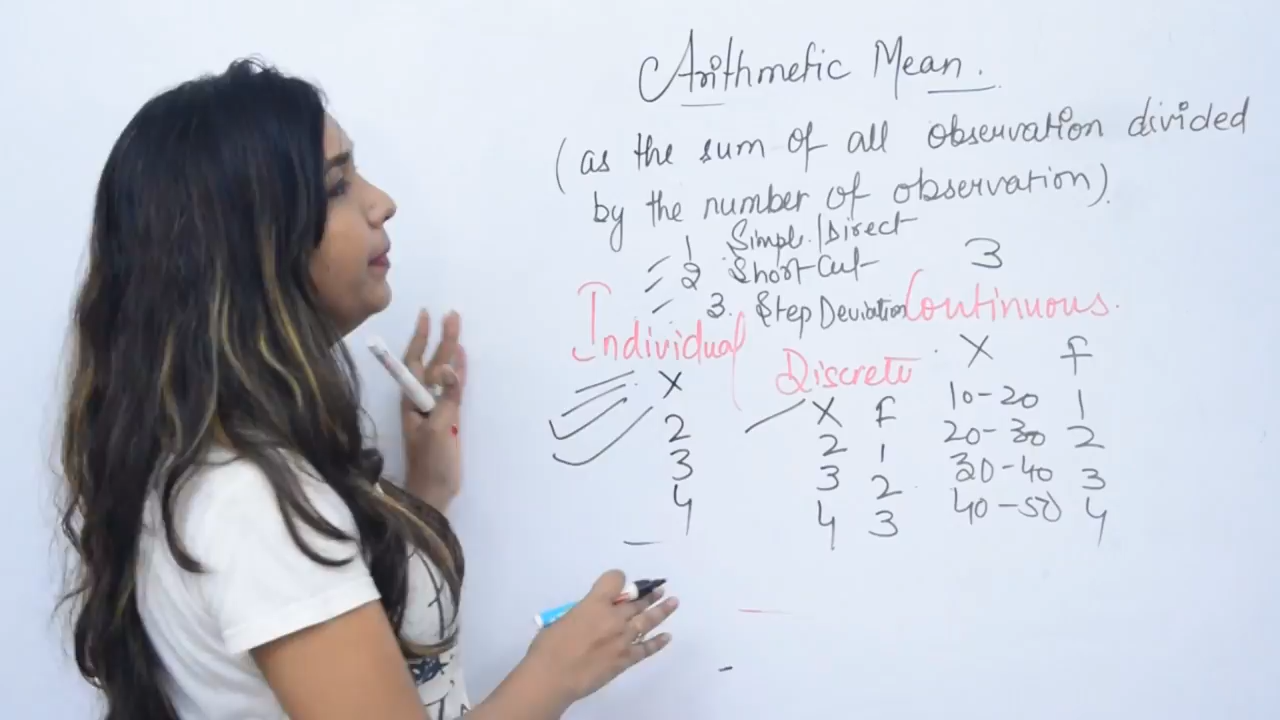 Arithmetic Mean.
(as the sum of all observation divided
by the number of observation).
1 Simple/Direct
2 Short-Cut
3. Step Deviation
3
Individual
X
2
3
4
Discrete
X f
2 1
3 2
4 3
Continuous.
X f
10-20 1
20-30 2
30-40 3
40-50 4